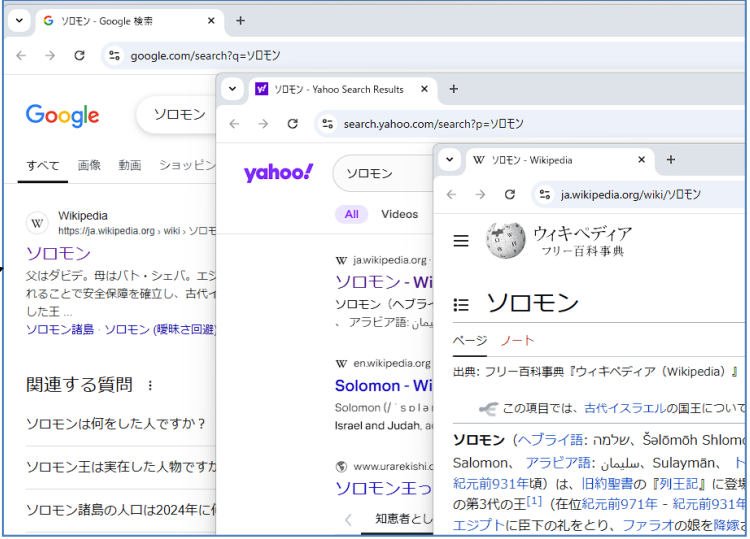 ソロモン - Google 検索
google.com/search?q=ソロモン
Google
ソロモン
すべて 画像 動画 ショッピン
Wikipedia
https://ja.wikipedia.org › wiki › ソロモ
ソロモン
父はダビデ。母はバト・シェバ。エジ
れることで安全保障を確立し、古代イ
した王 ...
ソロモン諸島 · ソロモン (曖昧さ回避)
関連する質問
ソロモンは何をした人ですか?
ソロモン王は実在した人物ですか
ソロモン諸島の人口は2024年に
ソロモン - Yahoo Search Results
search.yahoo.com/search?p=ソロモン
yahoo!
ソロモン
All Videos
ja.wikipedia.org
ソロモン - Wi
ソロモン（ヘブラー
、アラビア語: سليمان
en.wikipedia.org
Solomon - Wi
Solomon (/ˈsɒlə
Israel and Judah,
www.urarekishi.c
ソロモン王っ
知恵者とし
ソロモン - Wikipedia
ja.wikipedia.org/wiki/ソロモン
ウィキペディア
フリー百科事典
ソロモン
ページ ノート
出典: フリー百科事典『ウィキペディア（Wikipedia）』
この項目では、古代イスラエルの国王について
ソロモン（ヘブライ語: שלמה、Šəlōmōh Shlomo
Salomon、 アラビア語: سليمان、Sulaymān、 ト
紀元前931年頃）は、旧約聖書の『列王記』に登場
の第3代の王[1]（在位紀元前971年 - 紀元前931年
エジプトに臣下の礼をとり、ファラオの娘を降嫁さ